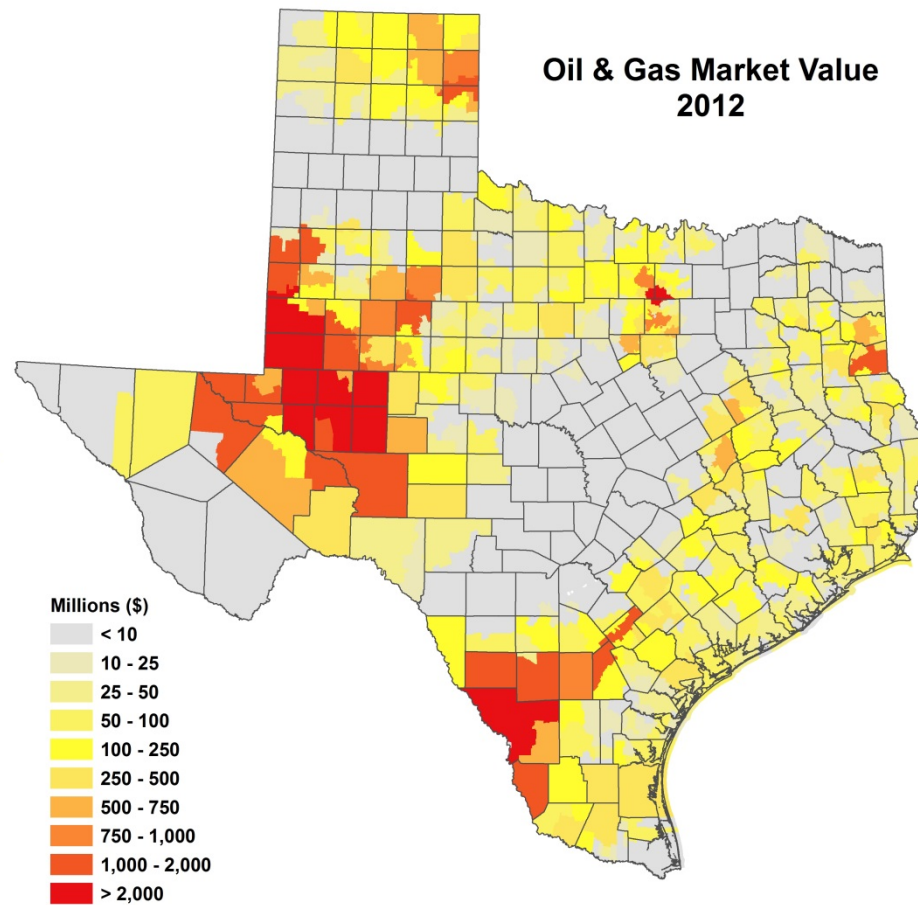 Oil & Gas Market Value
2012
Millions ($)
< 10
10 - 25
25 - 50
50 - 100
100 - 250
250 - 500
500 - 750
750 - 1,000
1,000 - 2,000
> 2,000